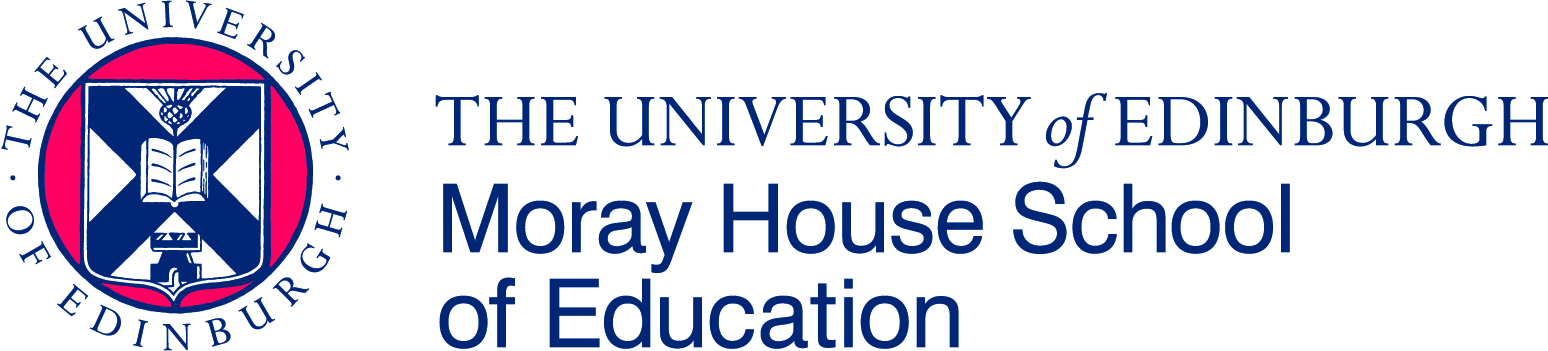 THE UNIVERSITY
· OF EDINBURGH ·
THE UNIVERSITY of EDINBURGH
Moray House School
of Education